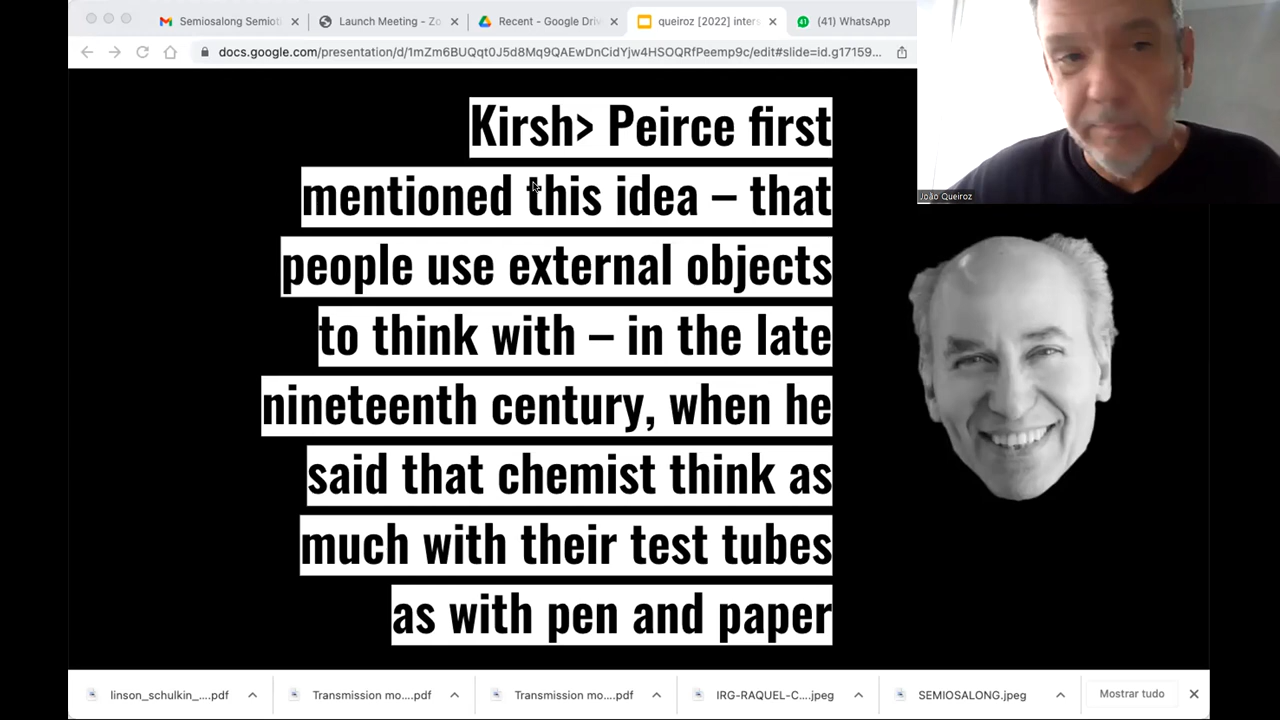 Semiosalong Semioti
Launch Meeting - Zo
Recent - Google Driv
queiroz [2022] inters
(41) WhatsApp
docs.google.com/presentation/d/1mZm6BUQqt0J5d8Mq9QAEwDnCidYjw4HSOQRfPeemp9c/edit#slide=id.g17159...
João Queiroz
Kirsh> Peirce first
mentioned this idea – that
people use external objects
to think with – in the late
nineteenth century, when he
said that chemist think as
much with their test tubes
as with pen and paper
linson_schulkin_....pdf
Transmission mo....pdf
Transmission mo....pdf
IRG-RAQUEL-C....jpeg
SEMIOSALONG.jpeg
Mostrar tudo